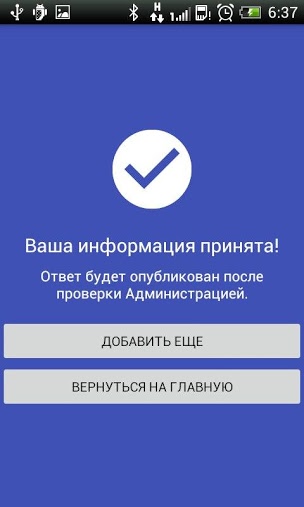 H 6:37
Ваша информация принята!
Ответ будет опубликован после
проверки Администрацией.
ДОБАВИТЬ ЕЩЕ
ВЕРНУТЬСЯ НА ГЛАВНУЮ